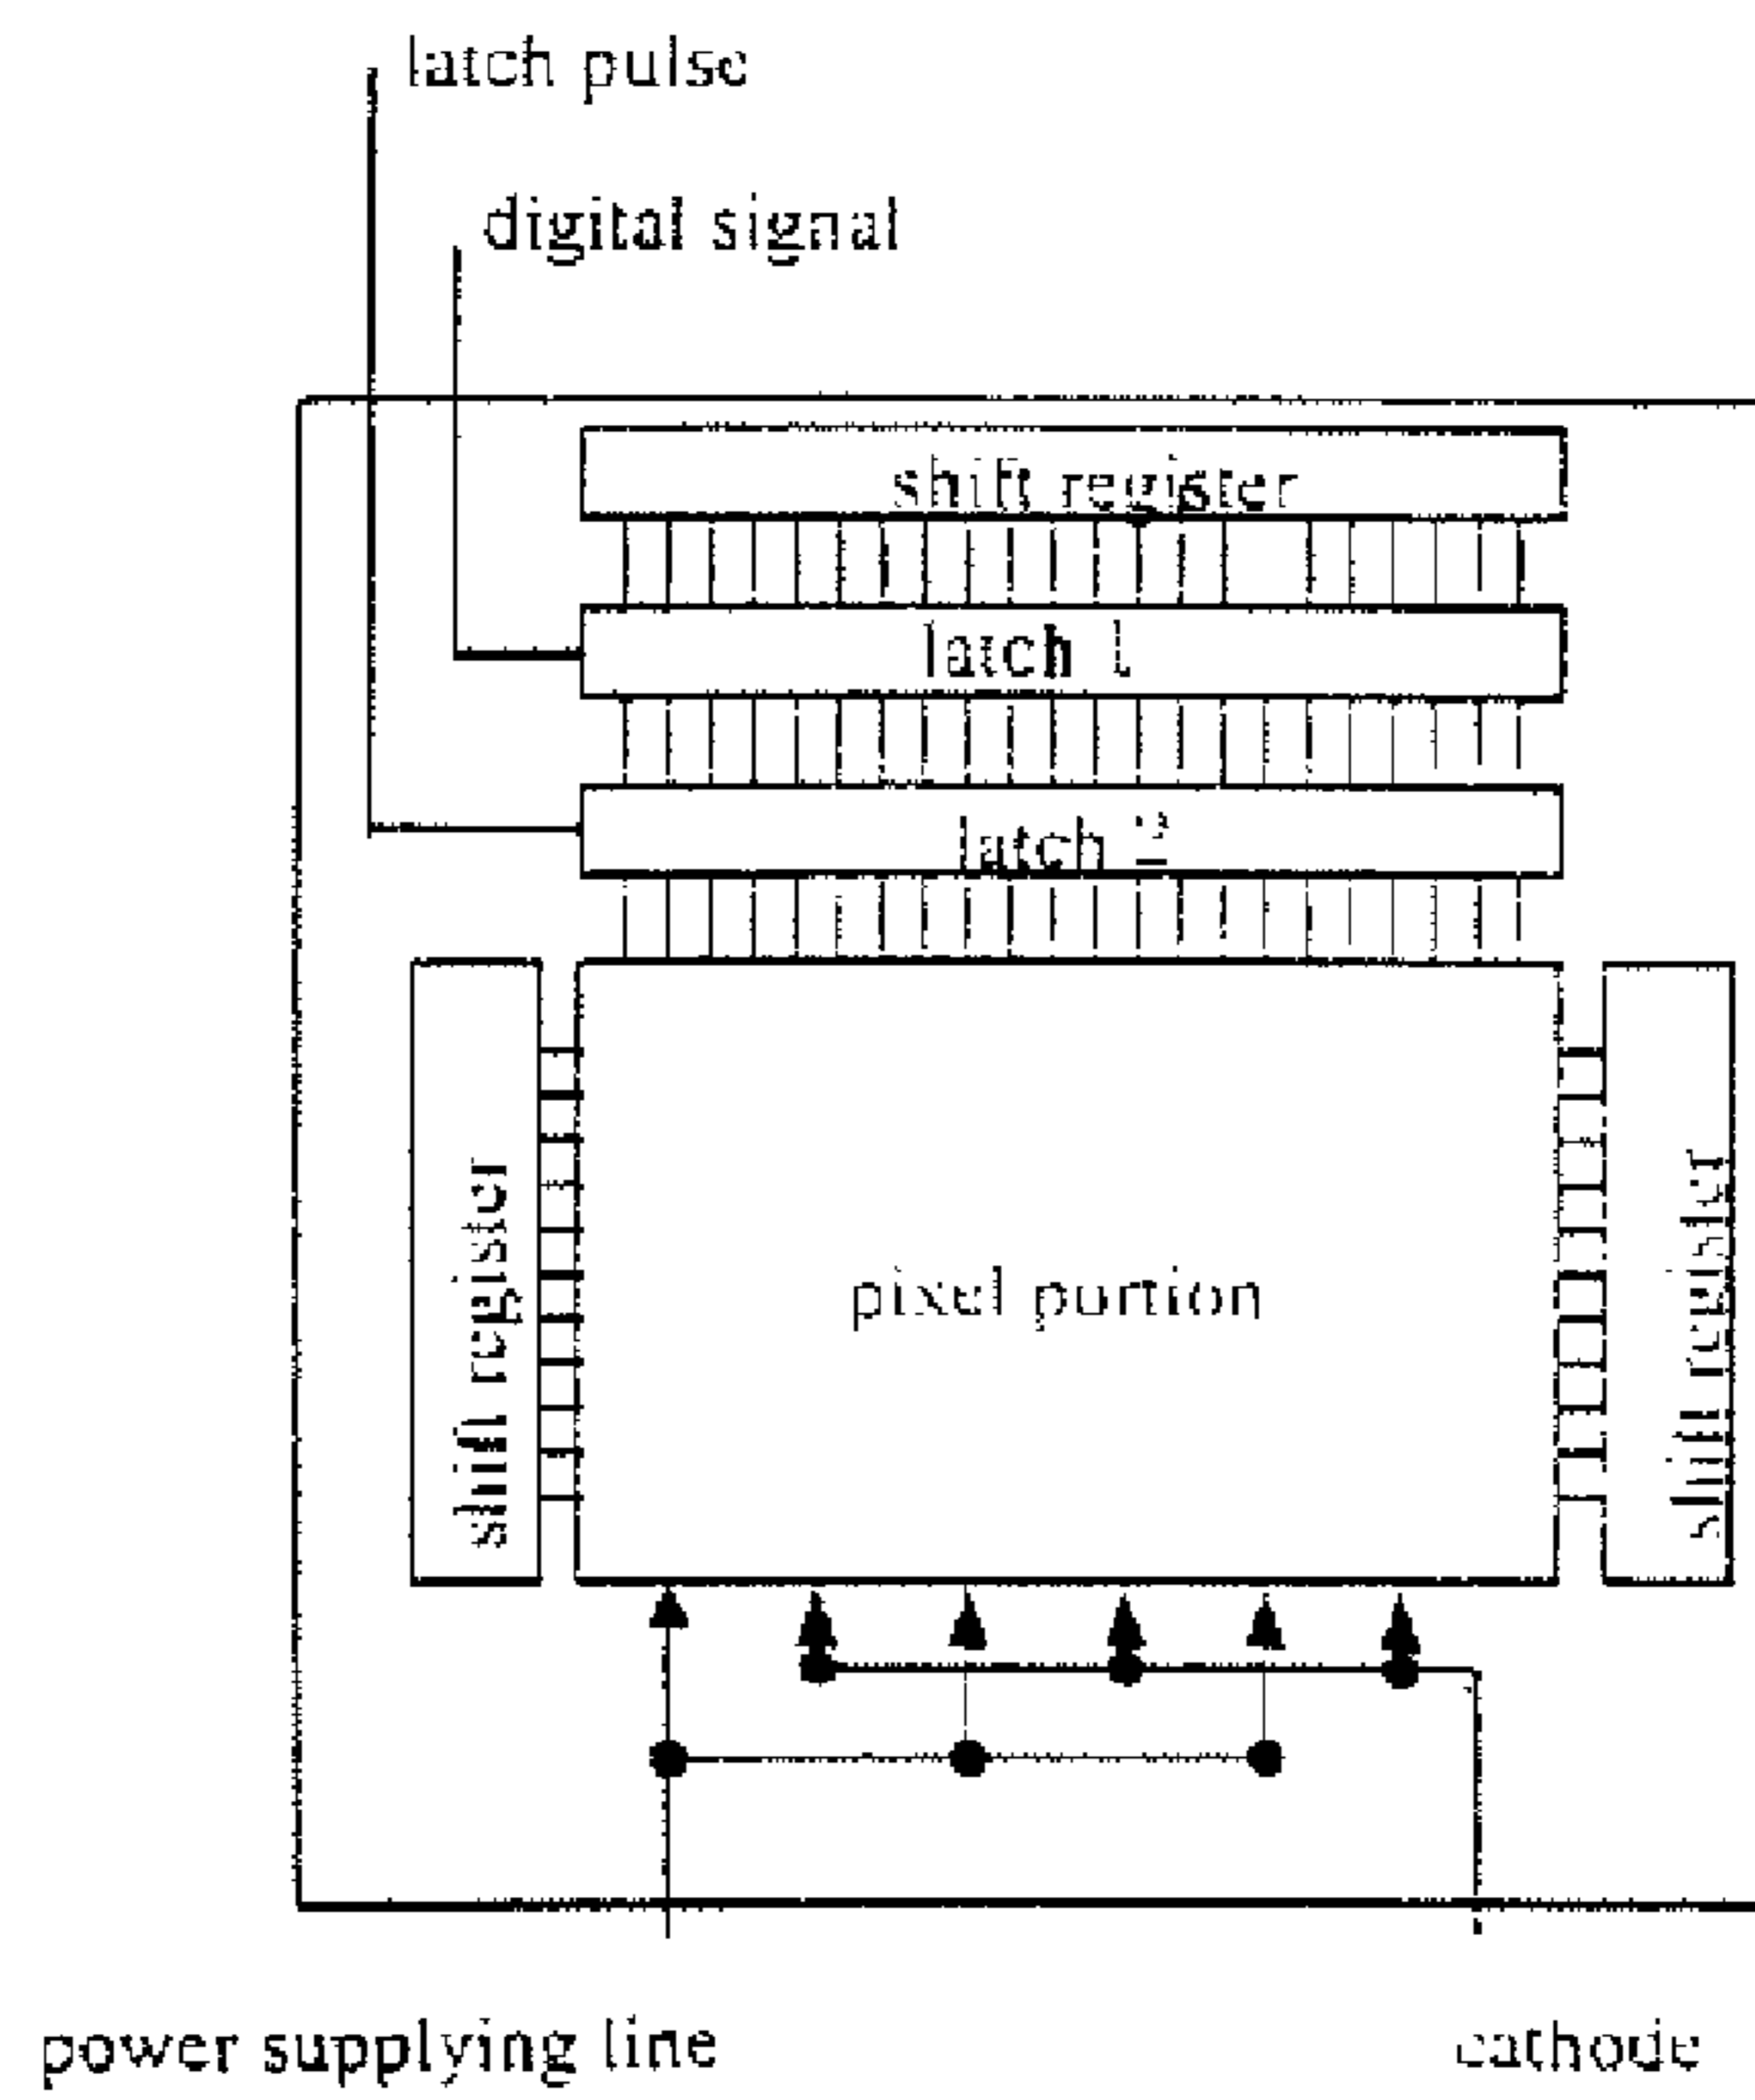 latch pulse
digital signal
shift register
latch 1
latch 2
shift register
pixel portion
shift register
power supplying line
cathode